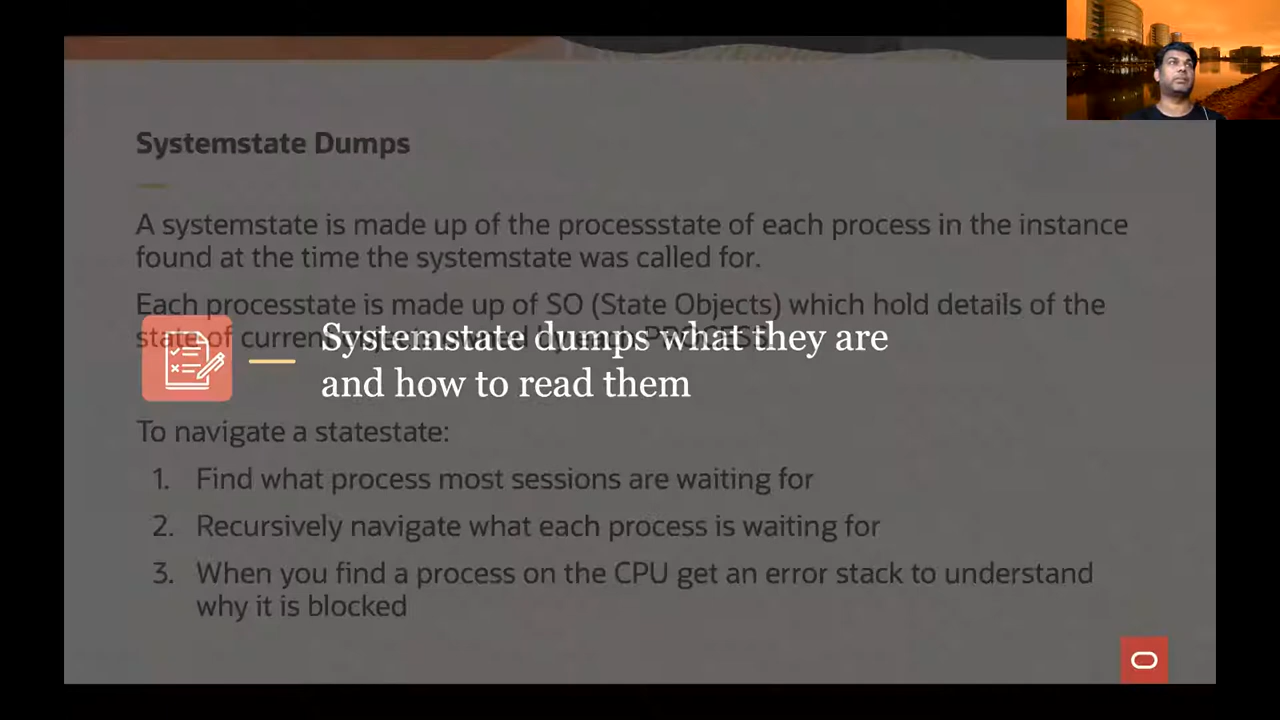 Systemstate Dumps
A systemstate is made up of the processstate of each process in the instance
found at the time the systemstate was called for.
Each processtate is made up of SO (State Objects) which hold details of the
state of current
Systemstate dumps what they are
and how to read them
To navigate a statestate:
1. Find what process most sessions are waiting for
2. Recursively navigate what each process is waiting for
3. When you find a process on the CPU get an error stack to understand
why it is blocked